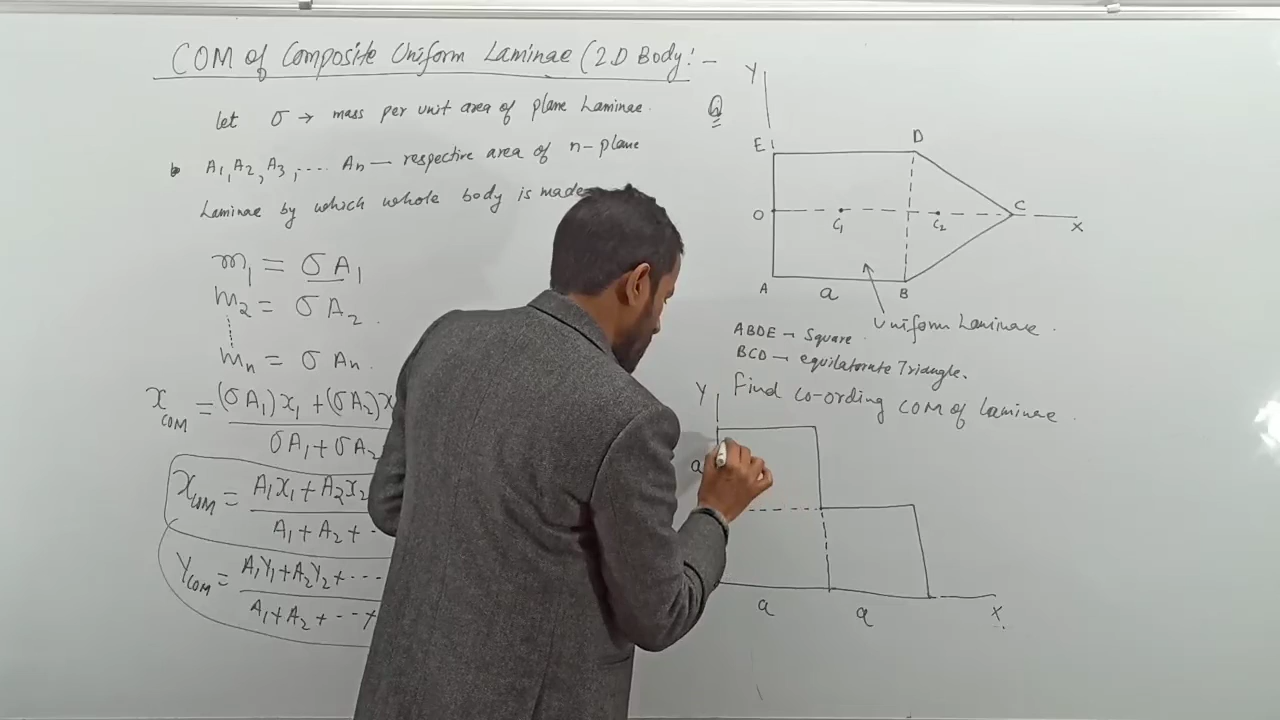 COM of Composite Uniform Laminae (2D Body:-
let σ → mass per unit area of plane Laminae.
A₁, A₂, A₃, .... An — respective area of n-plane
Laminae by which whole body is made
m₁ = σA₁
m₂ = σA₂.
mn = σAn.
xCOM = (σA₁)x₁ + (σA₂)x
σA₁ + σA₂
xCOM = A₁x₁ + A₂x₂
A₁ + A₂ +
YCOM = A₁Y₁ + A₂Y₂ + ---
A₁ + A₂ + --- +
Q
Y
E
D
O
C₁
C₂
C
X
A
a
B
Uniform Laminae.
ABDE → Square.
BCD → equilatorate Triangle.
Find co-ording COM of Laminae.
Y
a
a
a
X